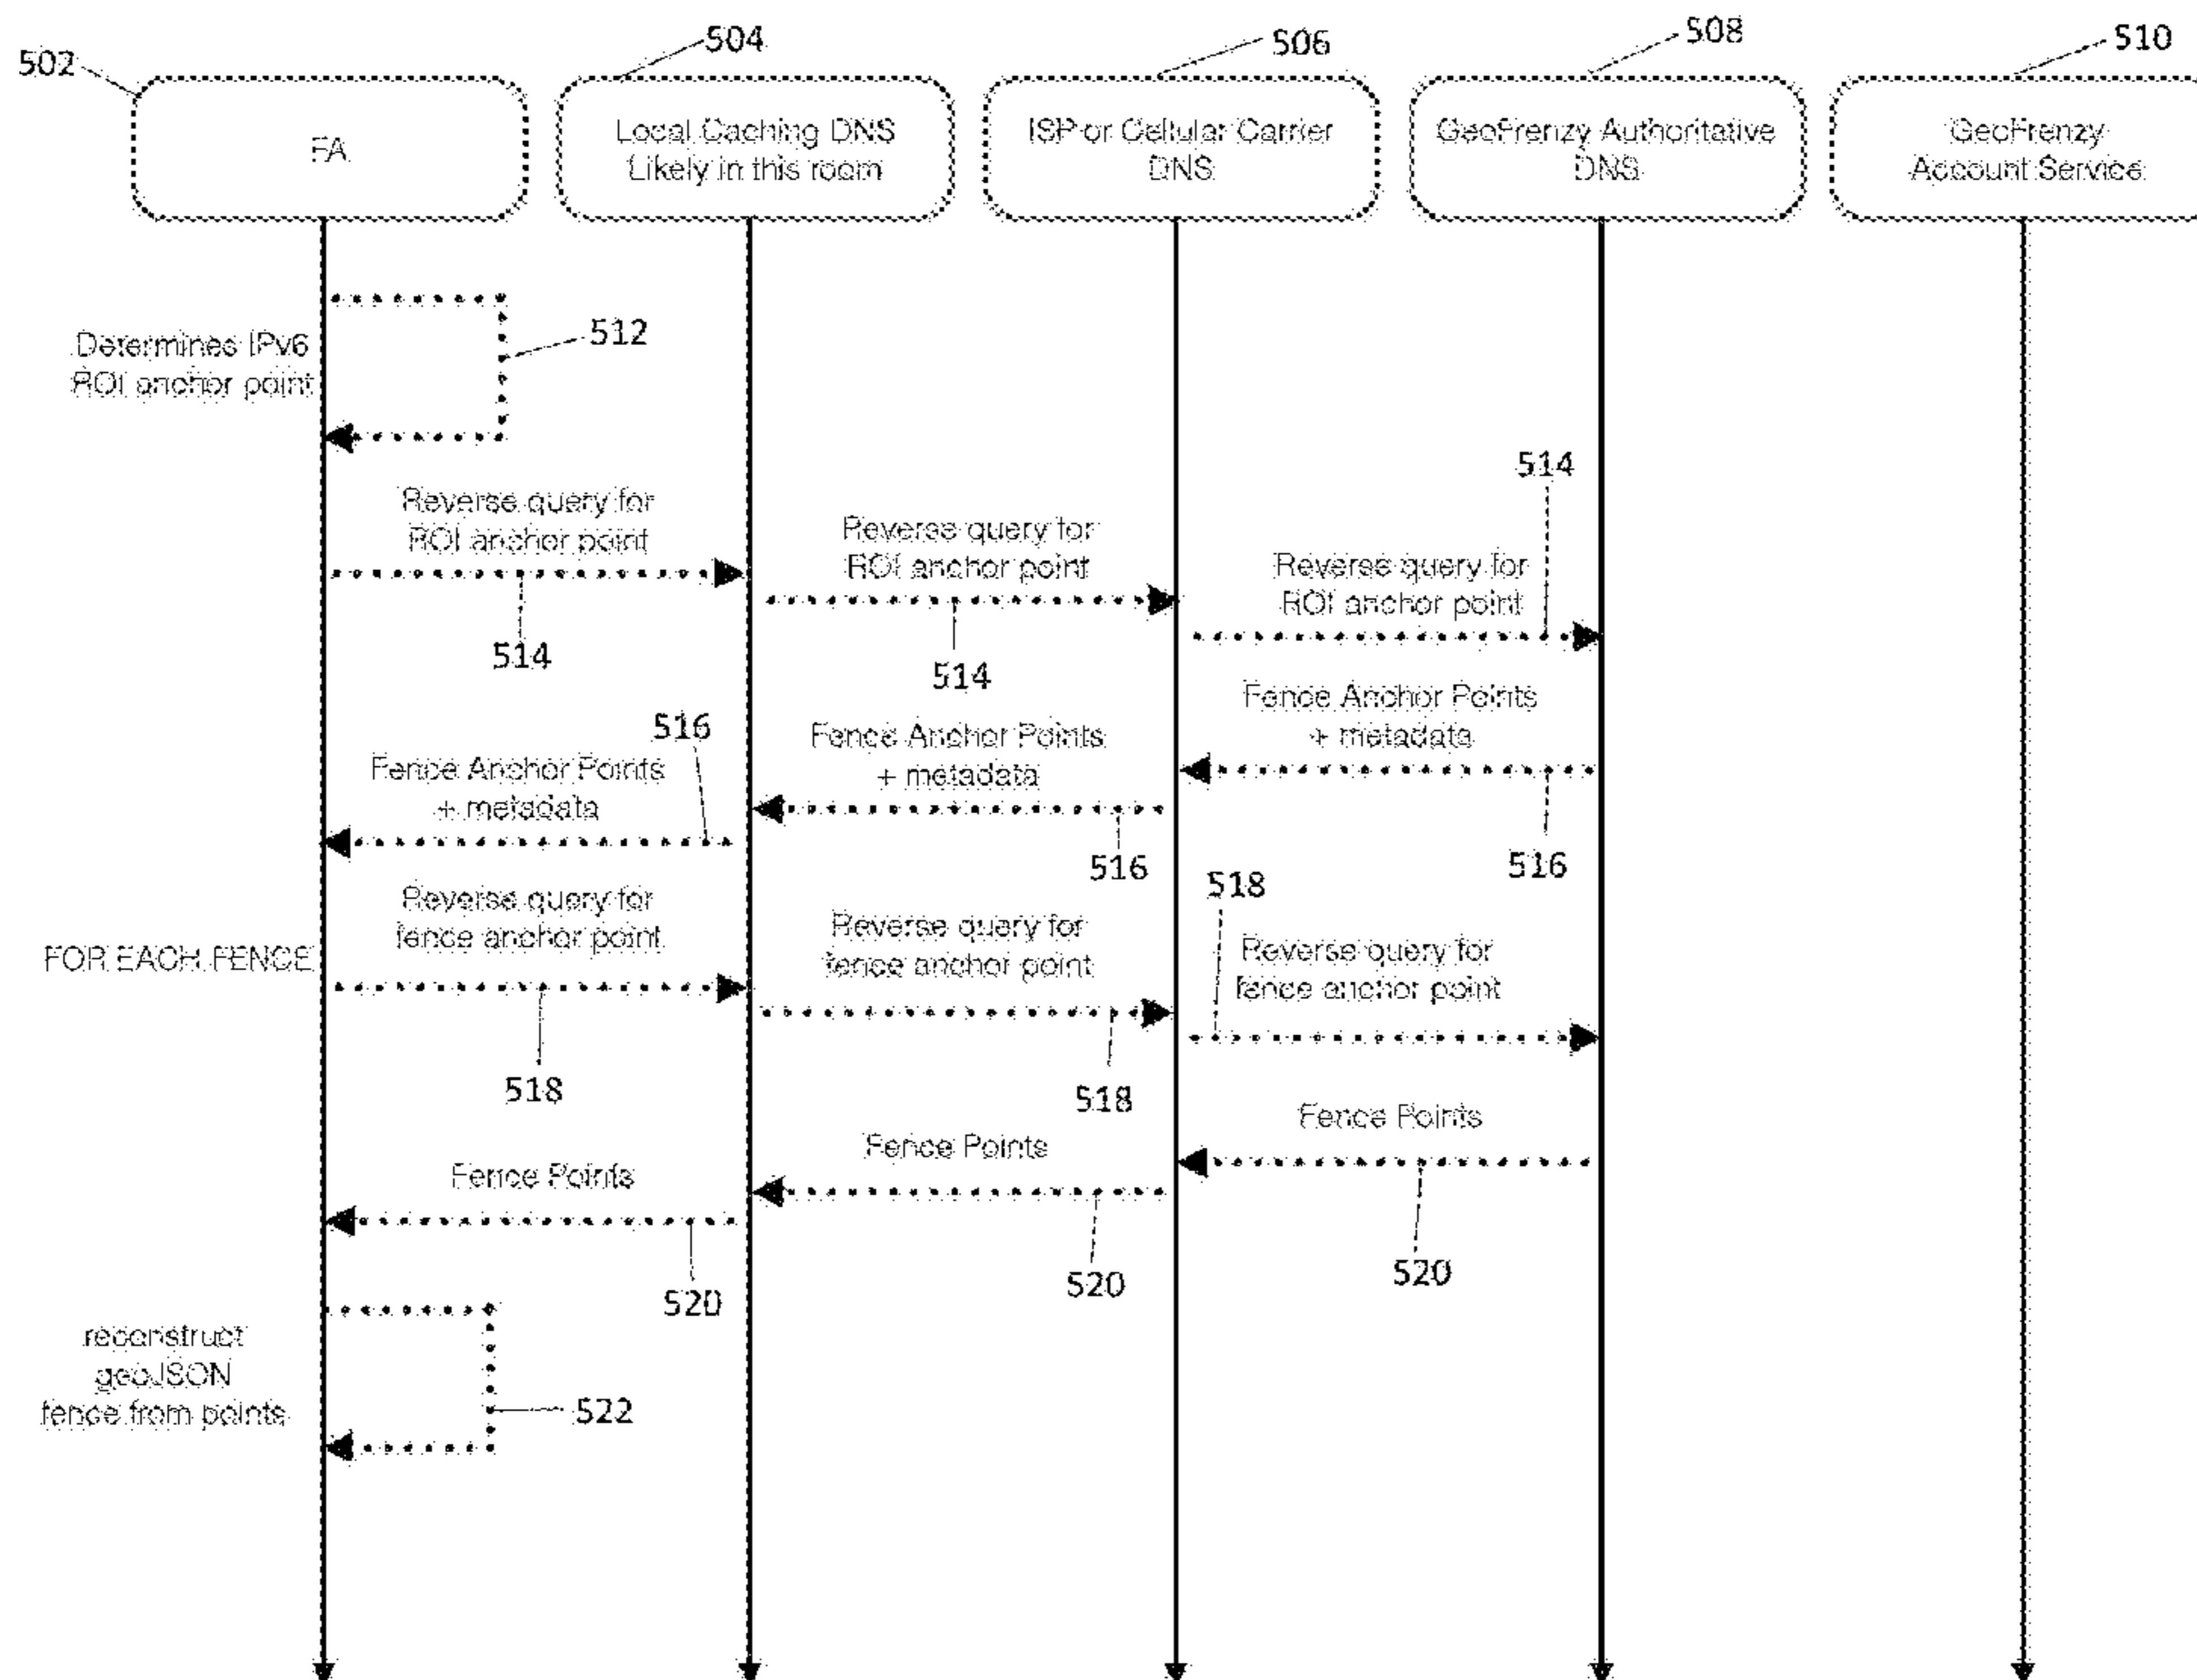 502
504
506
508
510
FA
Local Caching DNS
Likely in this room
ISP or Cellular Carrier
DNS
GeoFrenzy Authoritative
DNS
GeoFrenzy
Account Service
Determines IPv6
ROI anchor point
512
Reverse query for
ROI anchor point
514
Reverse query for
ROI anchor point
514
514
Reverse query for
ROI anchor point
516
Fence Anchor Points
+ metadata
Fence Anchor Points
+ metadata
516
Fence Anchor Points
+ metadata
516
FOR EACH FENCE
Reverse query for
fence anchor point
518
Reverse query for
fence anchor point
518
518
Reverse query for
fence anchor point
Fence Points
520
Fence Points
520
Fence Points
520
reconstruct
geoJSON
fence from points
522